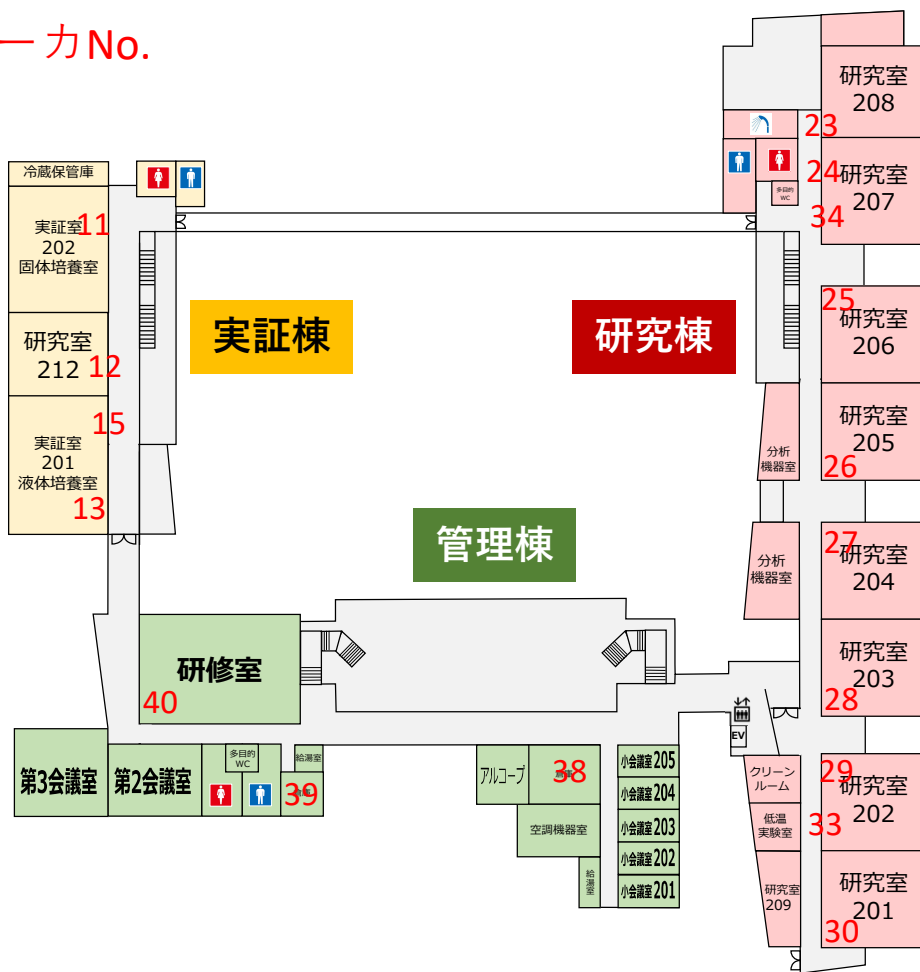 ーカNo.
研究室
208
23
24
研究室
207
多目的
WC
34
冷蔵保管庫
11
実証室
202
固体培養室
25
研究室
206
実証棟
研究棟
研究室
212
12
研究室
205
26
15
実証室
201
液体培養室
13
分析
機器室
管理棟
27
研究室
204
分析
機器室
研修室
40
研究室
203
28
EV
第3会議室
第2会議室
多目的
WC
給湯室
39
アルコーブ
38
小会議室205
小会議室204
小会議室203
小会議室202
小会議室201
空調機器室
給湯室
クリーン
ルーム
29
研究室
202
低温
実験室
33
研究室
209
研究室
201
30